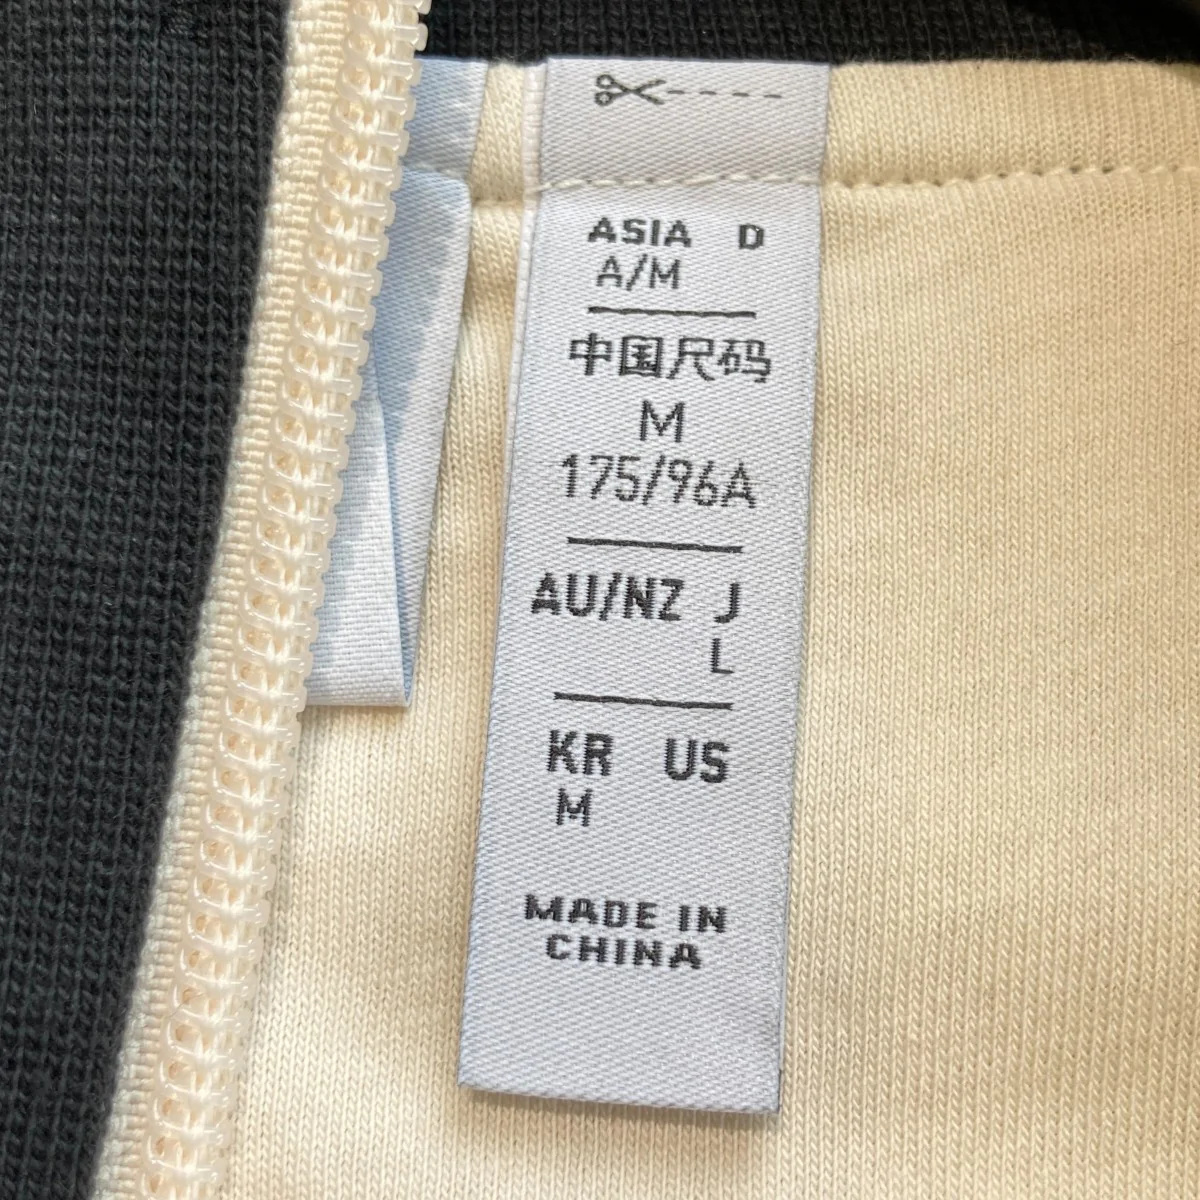 ASIA D
A/M
中国尺码
M
175/96A
AU/NZ J
L
KR US
M
MADE IN
CHINA